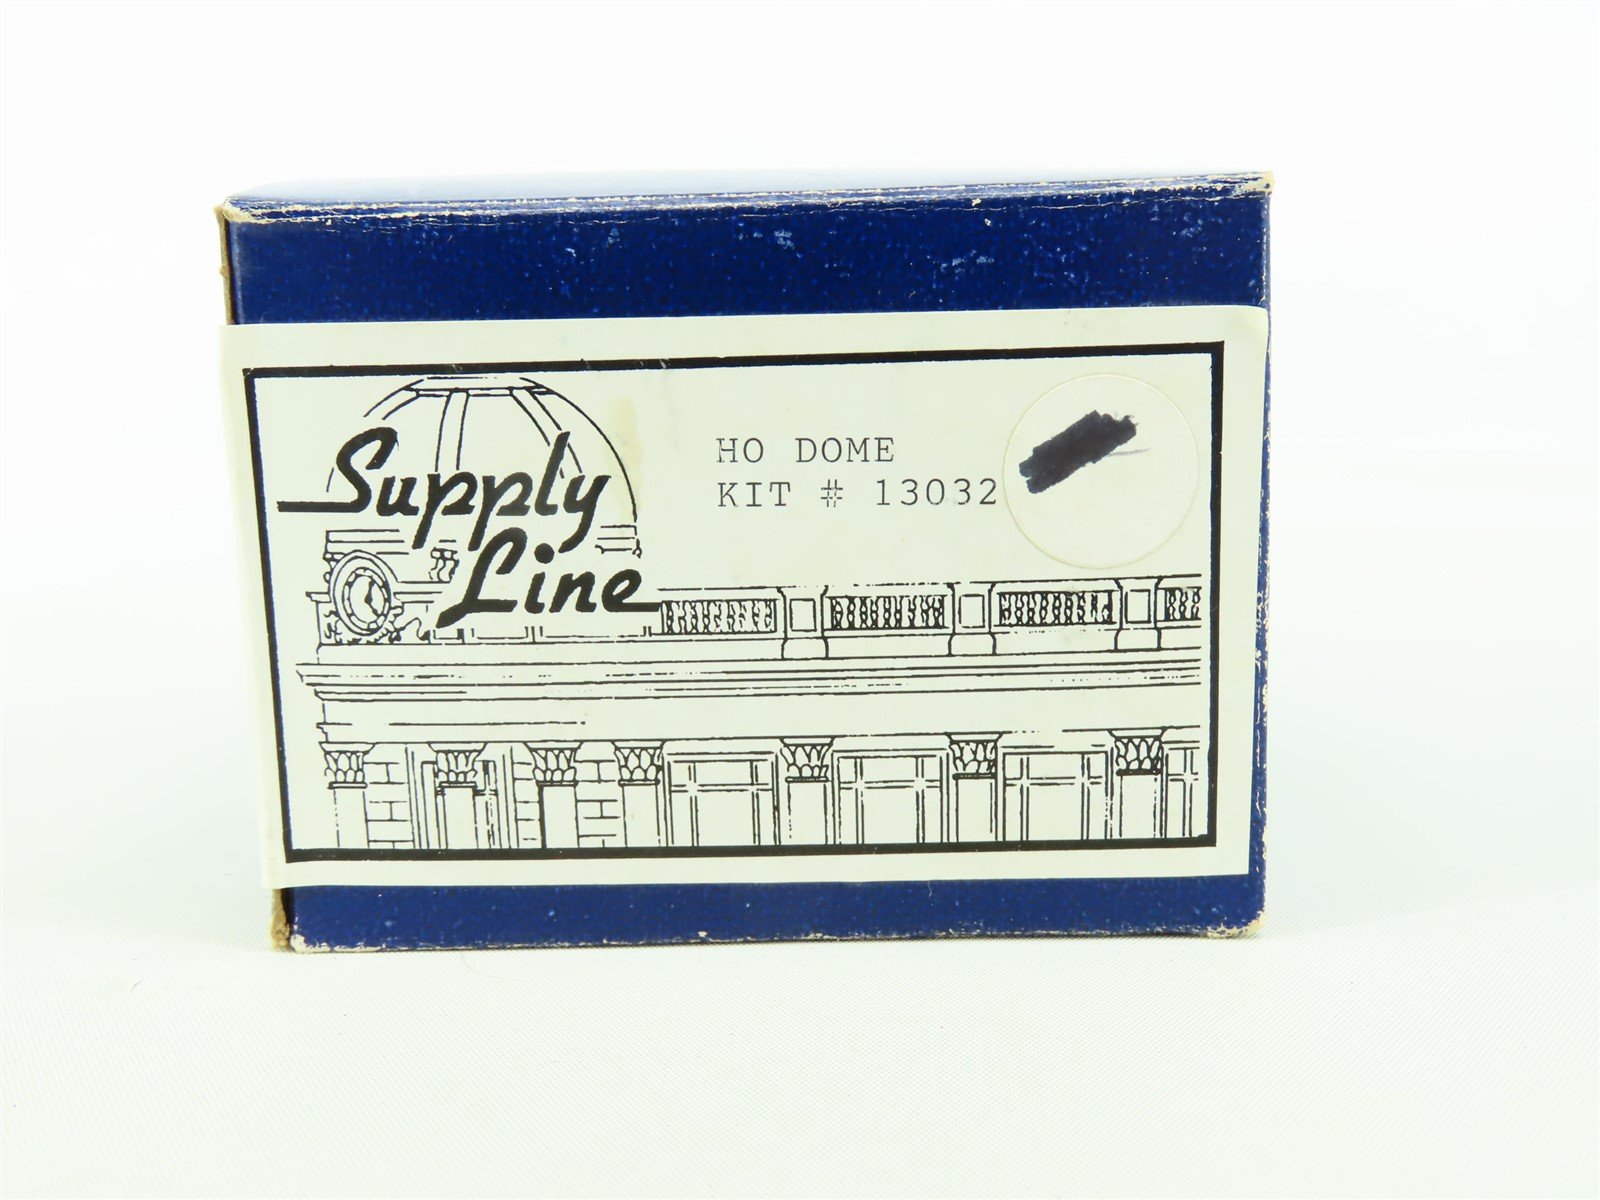 Supply
Line
HO DOME
KIT # 13032